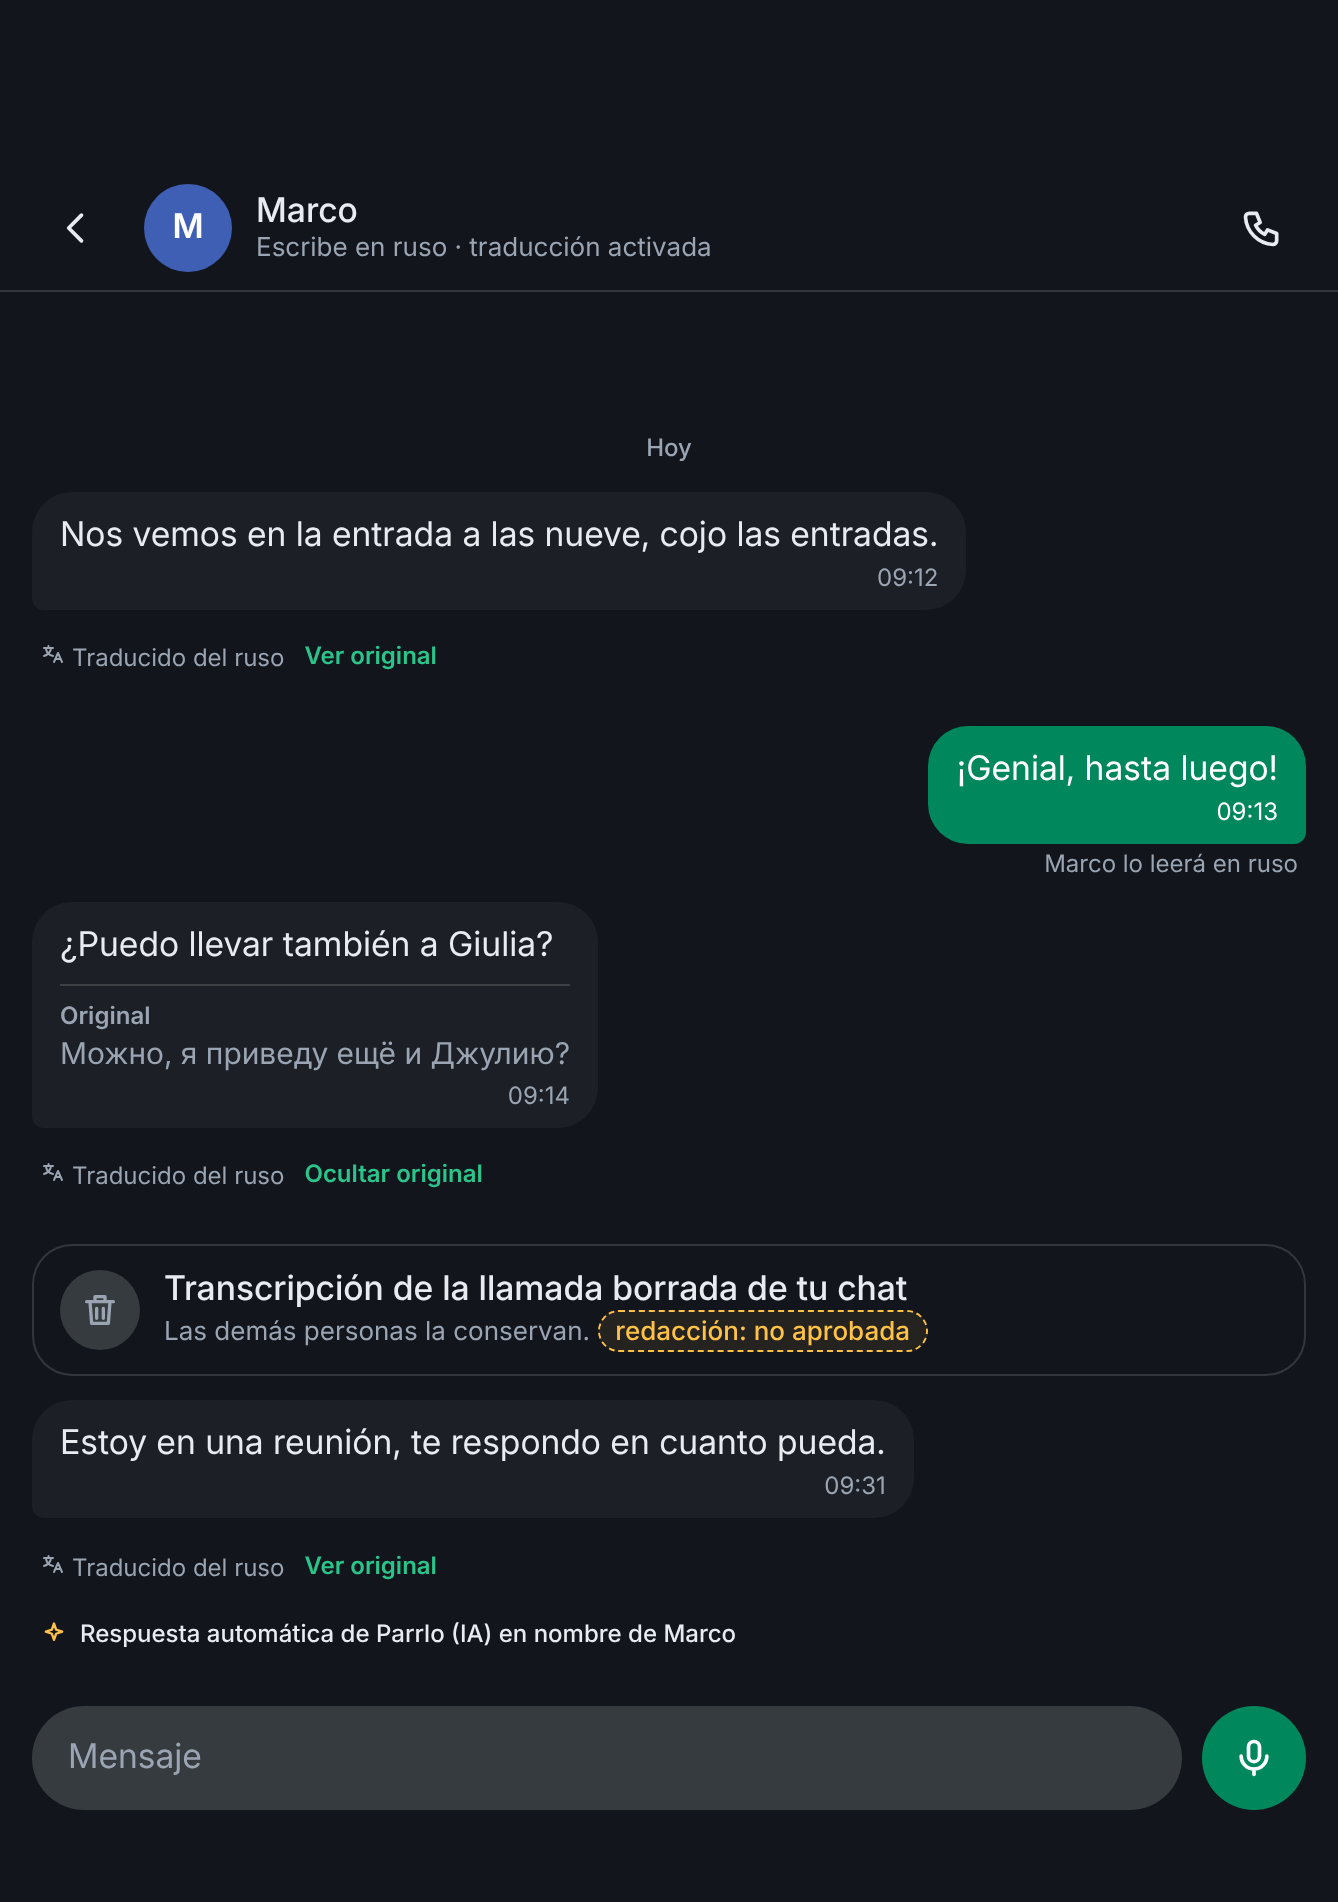 M
Marco
Escribe en ruso · traducción activada
Hoy
Nos vemos en la entrada a las nueve, cojo las entradas.
09:12
Traducido del ruso Ver original
¡Genial, hasta luego!
09:13
Marco lo leerá en ruso
¿Puedo llevar también a Giulia?
Original
Можно, я приведу ещё и Джулию?
09:14
Traducido del ruso Ocultar original
Transcripción de la llamada borrada de tu chat
Las demás personas la conservan. redacción: no aprobada
Estoy en una reunión, te respondo en cuanto pueda.
09:31
Traducido del ruso Ver original
Respuesta automática de Parrlo (IA) en nombre de Marco
Mensaje